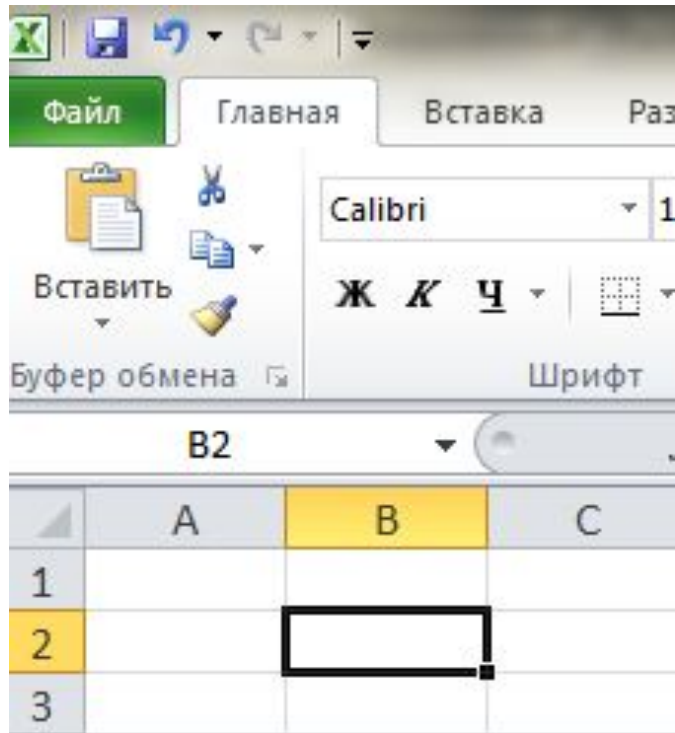 Файл Главная Вставка
Calibri
Вставить
Ж К Ч
Буфер обмена Шрифт
B2
A B C
1
2
3